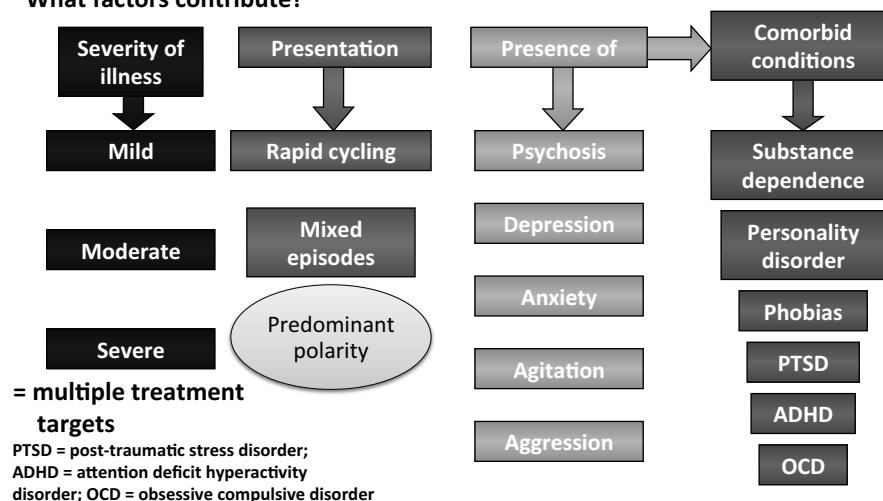 What factors contribute?
Severity of
illness
Mild
Moderate
Severe
Presentation
Rapid cycling
Mixed
episodes
Predominant
polarity
Presence of
Psychosis
Depression
Anxiety
Agitation
Aggression
Comorbid
conditions
Substance
dependence
Personality
disorder
Phobias
PTSD
ADHD
OCD
= multiple treatment
targets
PTSD = post-traumatic stress disorder;
ADHD = attention deficit hyperactivity
disorder; OCD = obsessive compulsive disorder